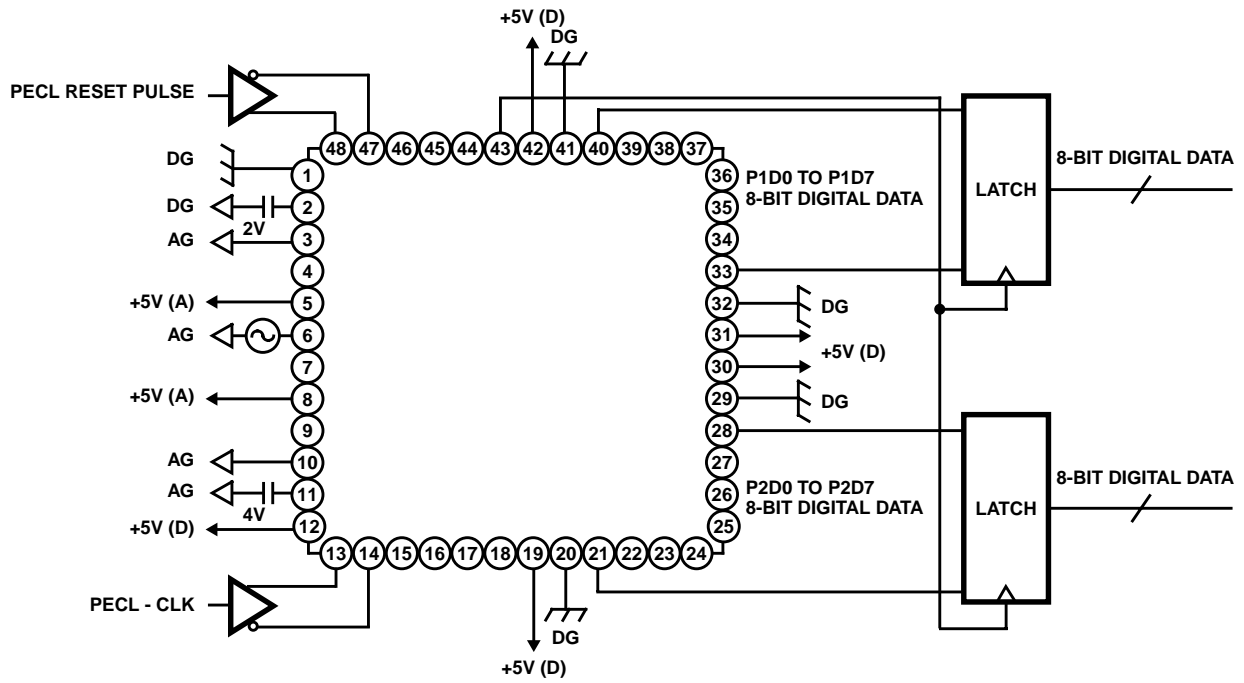 +5V (D)
DG
PECL RESET PULSE
48 47 46 45 44 43 42 41 40 39 38 37
DG
1
DG
2V
2
AG
3
4
+5V (A)
5
AG
6
7
+5V (A)
8
9
AG
10
AG
4V
11
+5V (D)
12
36
35
34
33
32
31
30
29
28
27
26
25
P1D0 TO P1D7
8-BIT DIGITAL DATA
DG
+5V (D)
DG
P2D0 TO P2D7
8-BIT DIGITAL DATA
LATCH
8-BIT DIGITAL DATA
LATCH
8-BIT DIGITAL DATA
13 14 15 16 17 18 19 20 21 22 23 24
PECL - CLK
DG
+5V (D)